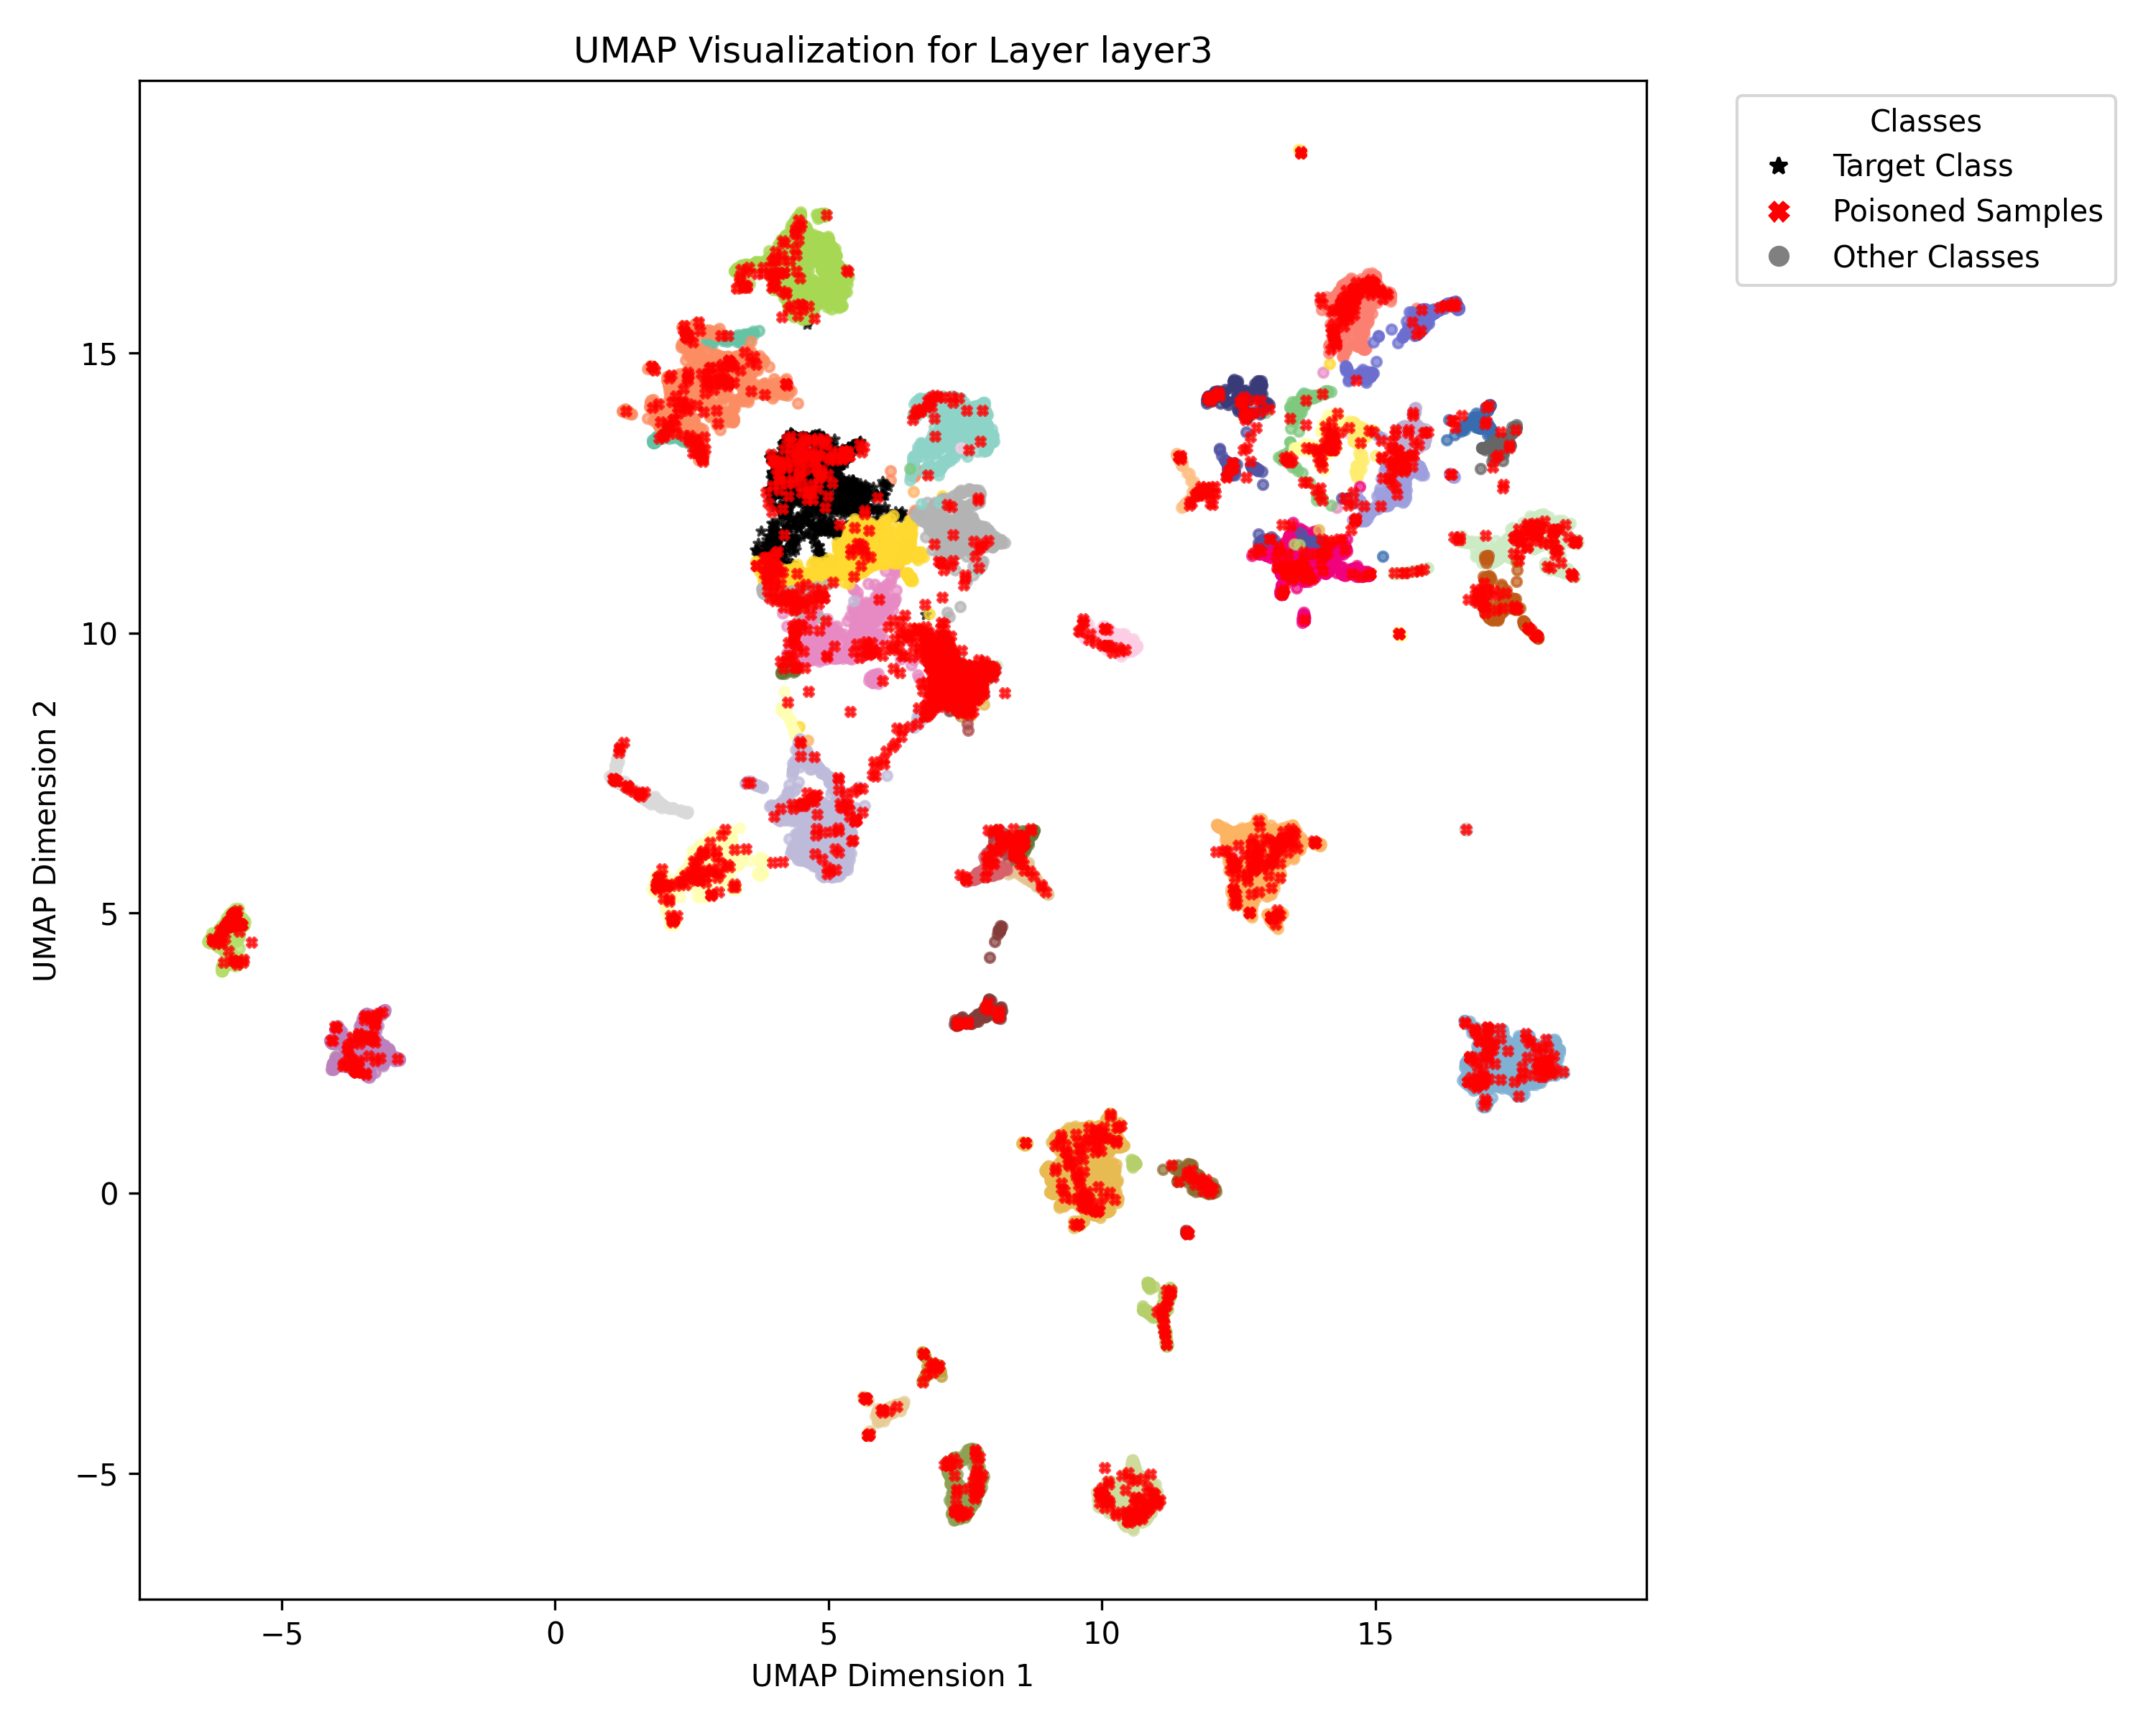 UMAP Visualization for Layer layer3
Classes
Target Class
Poisoned Samples
Other Classes
15
10
5
0
−5
UMAP Dimension 2
−5
0
5
10
15
UMAP Dimension 1